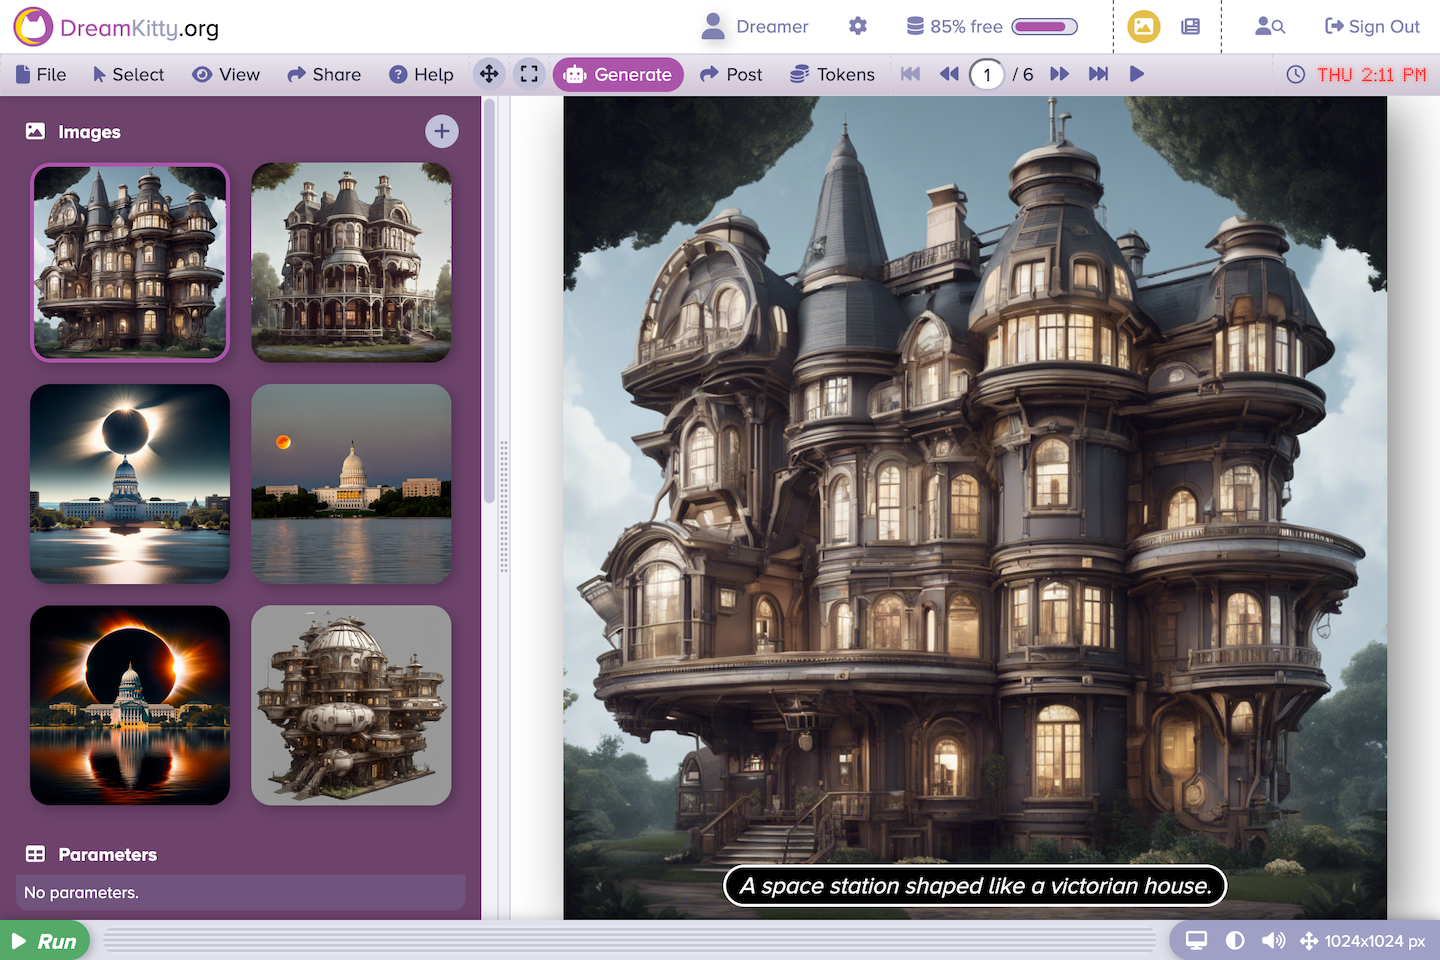 DreamKitty.org
Dreamer
85% free
Sign Out
File
Select
View
Share
Help
Generate
Post
Tokens
1 / 6
THU 2:11 PM
Images
Parameters
No parameters.
A space station shaped like a victorian house.
Run
1024x1024 px